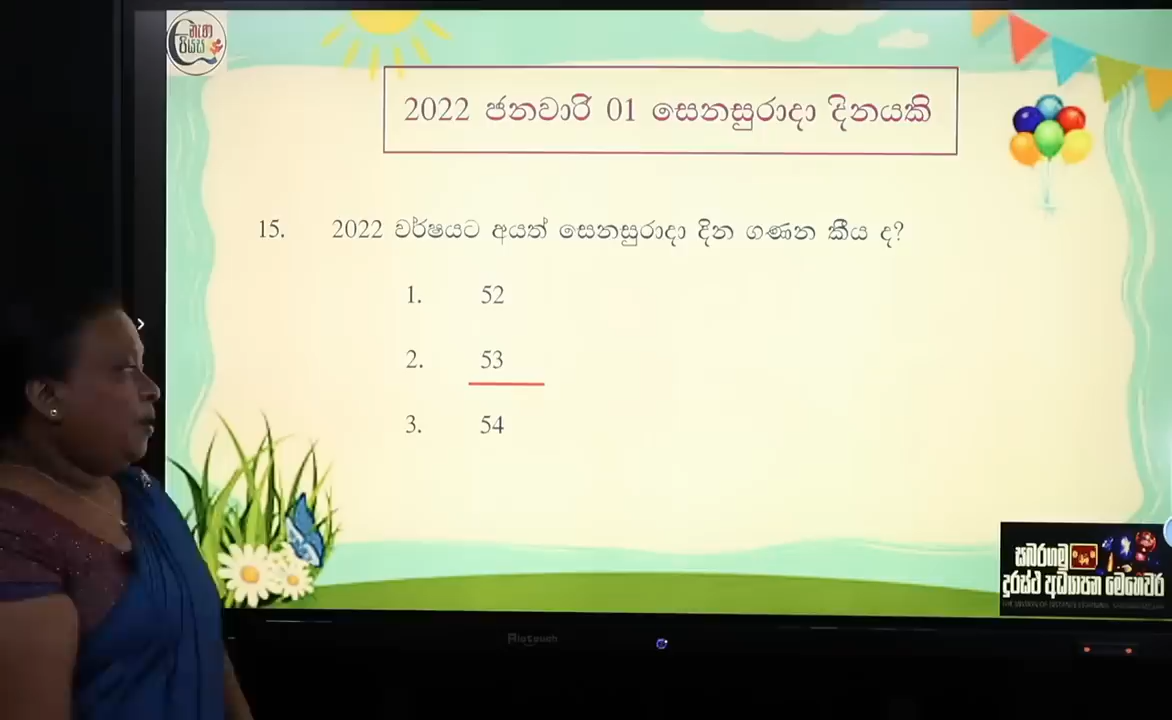 නැණ
පියස
2022 ජනවාරි 01 සෙනසුරාදා දිනයකි
15. 2022 වර්ෂයට අයත් සෙනසුරාදා දින ගණන කීය ද?
1. 52
2. 53
3. 54
සබරගමු
දුරස්ථ අධ්‍යාපන මෙහෙවර